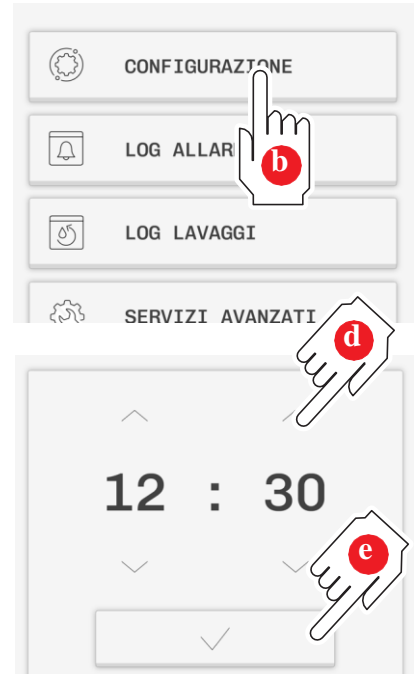 CONFIGURAZIONE
LOG ALLAR
b
LOG LAVAGGI
SERVIZI AVANZATI
d
12 : 30
e